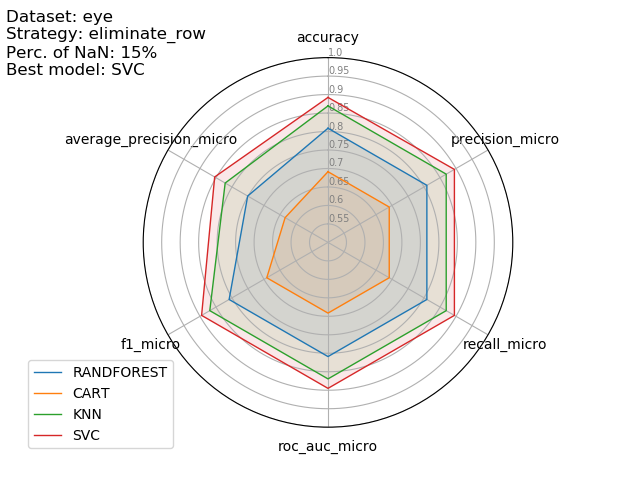 Dataset: eye
Strategy: eliminate_row
Perc. of NaN: 15%
Best model: SVC
accuracy
1.0
0.95
0.9
0.85
0.8
0.75
0.7
0.65
0.6
0.55
average_precision_micro
precision_micro
f1_micro
recall_micro
roc_auc_micro
RANDFOREST
CART
KNN
SVC